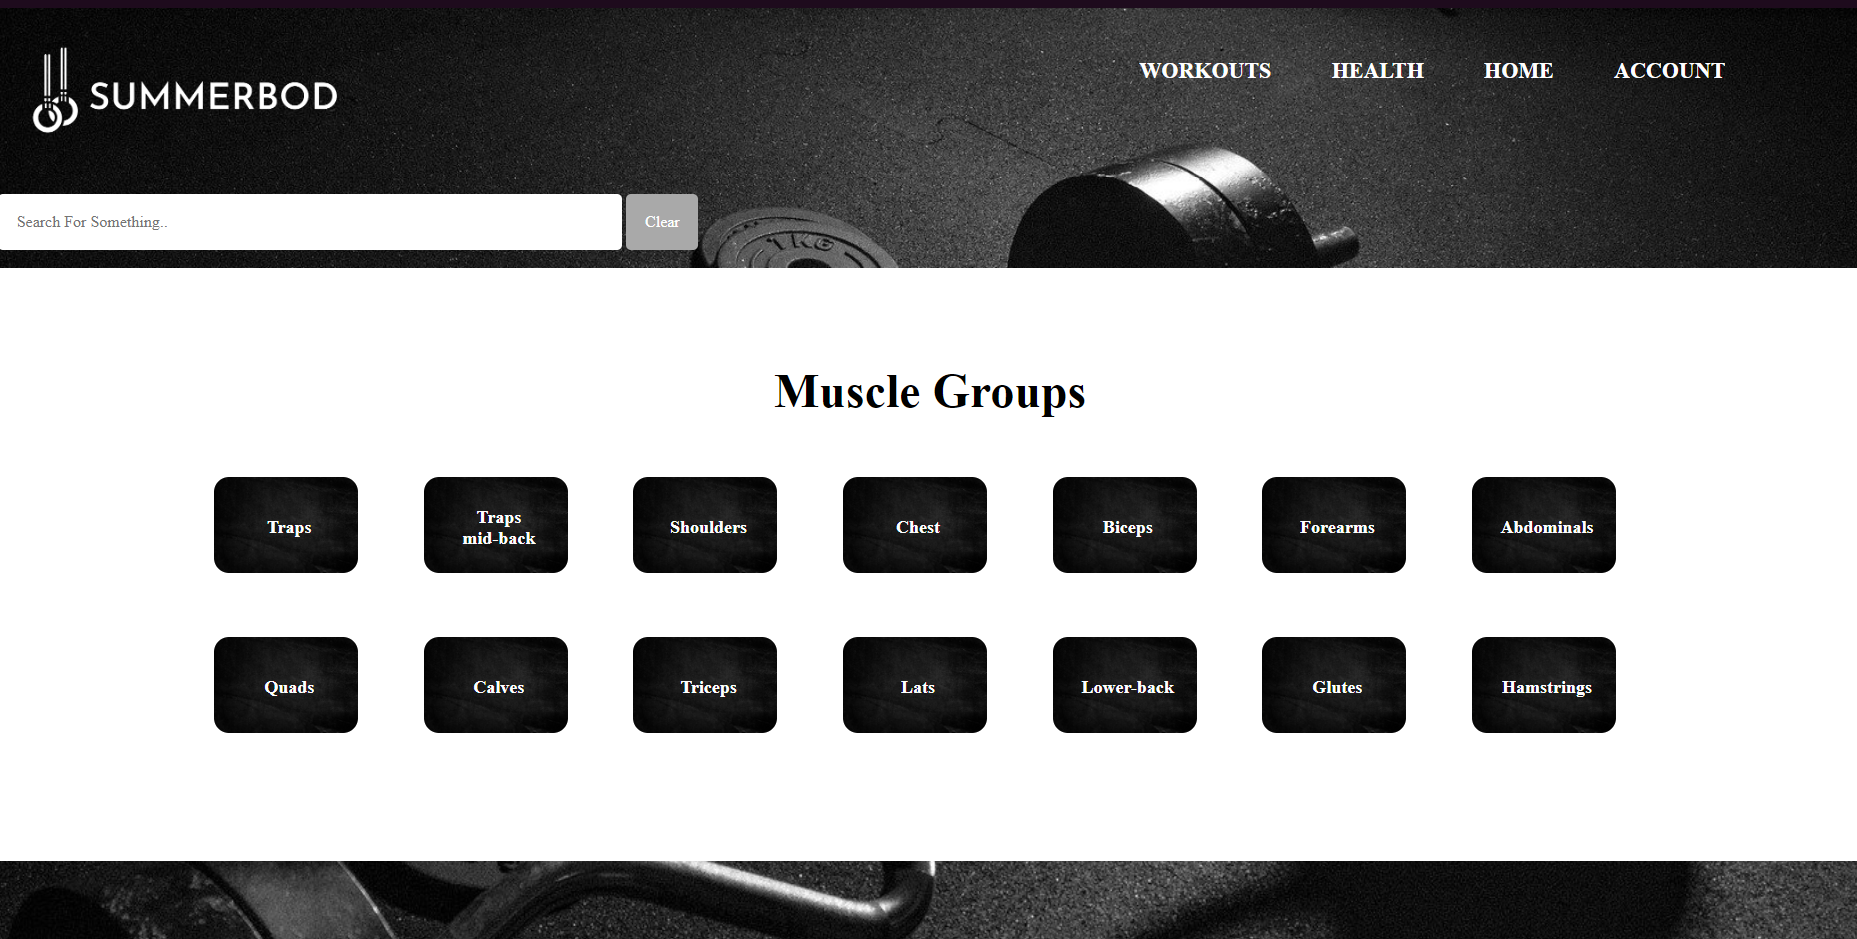 SUMMERBOD
WORKOUTS HEALTH HOME ACCOUNT
Search For Something..
Clear
1KG
Muscle Groups
Traps
Traps
mid-back
Shoulders
Chest
Biceps
Forearms
Abdominals
Quads
Calves
Triceps
Lats
Lower-back
Glutes
Hamstrings